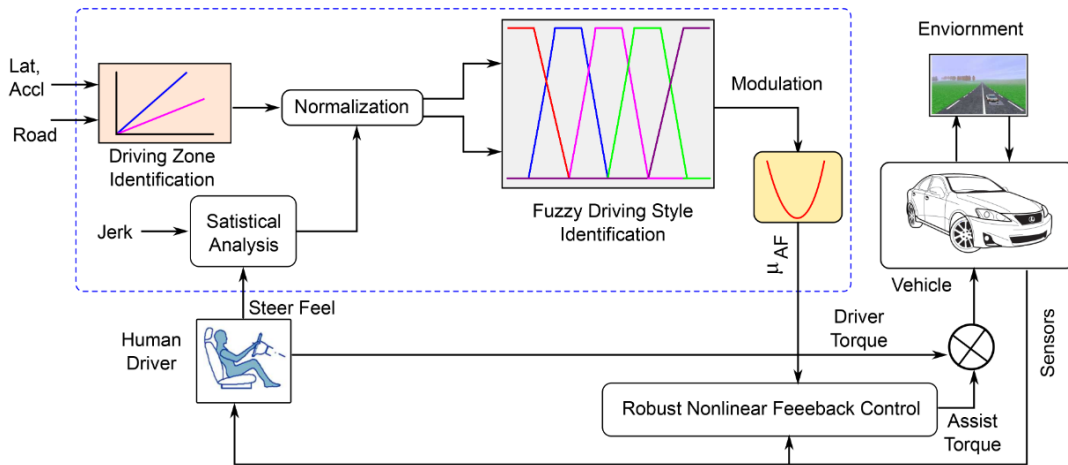 Lat,
Accl
Road
Driving Zone
Identification
Normalization
Jerk
Satistical
Analysis
Fuzzy Driving Style
Identification
Modulation
μ AF
Enviornment
Vehicle
Sensors
Steer Feel
Human
Driver
Driver
Torque
Robust Nonlinear Feeeback Control
Assist
Torque